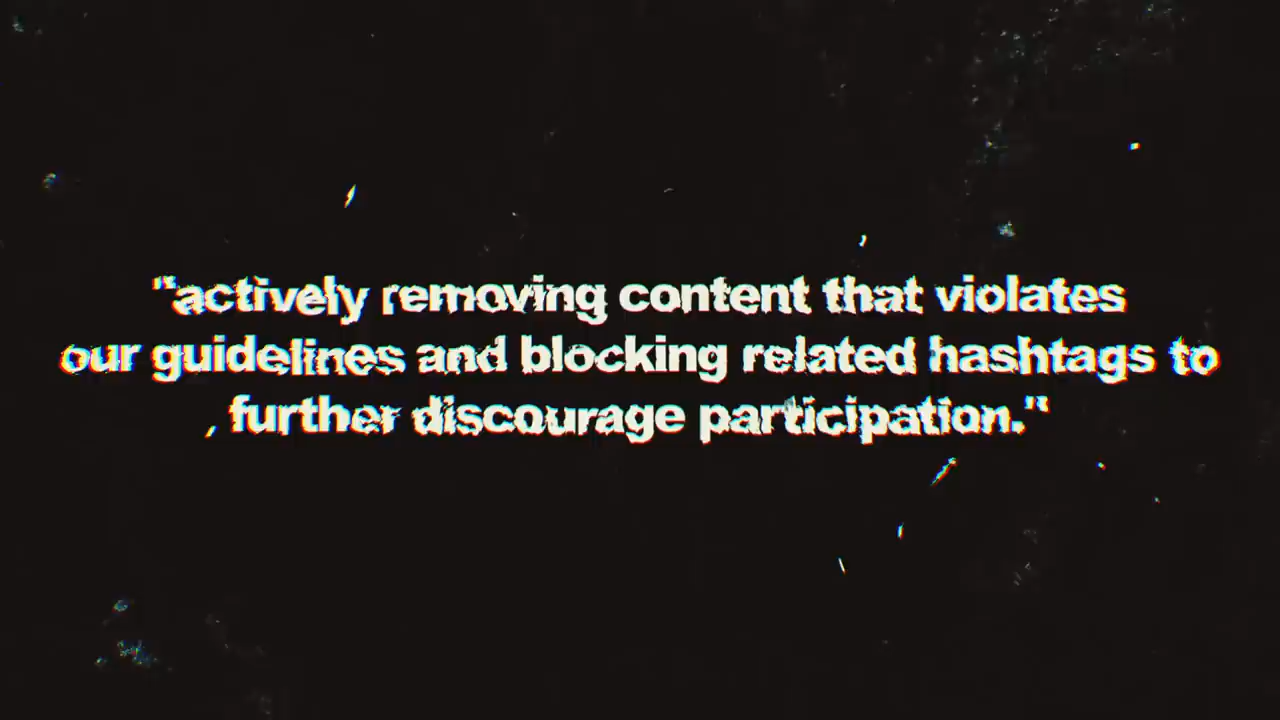 "actively removing content that violates
our guidelines and blocking related hashtags to
, further discourage participation."